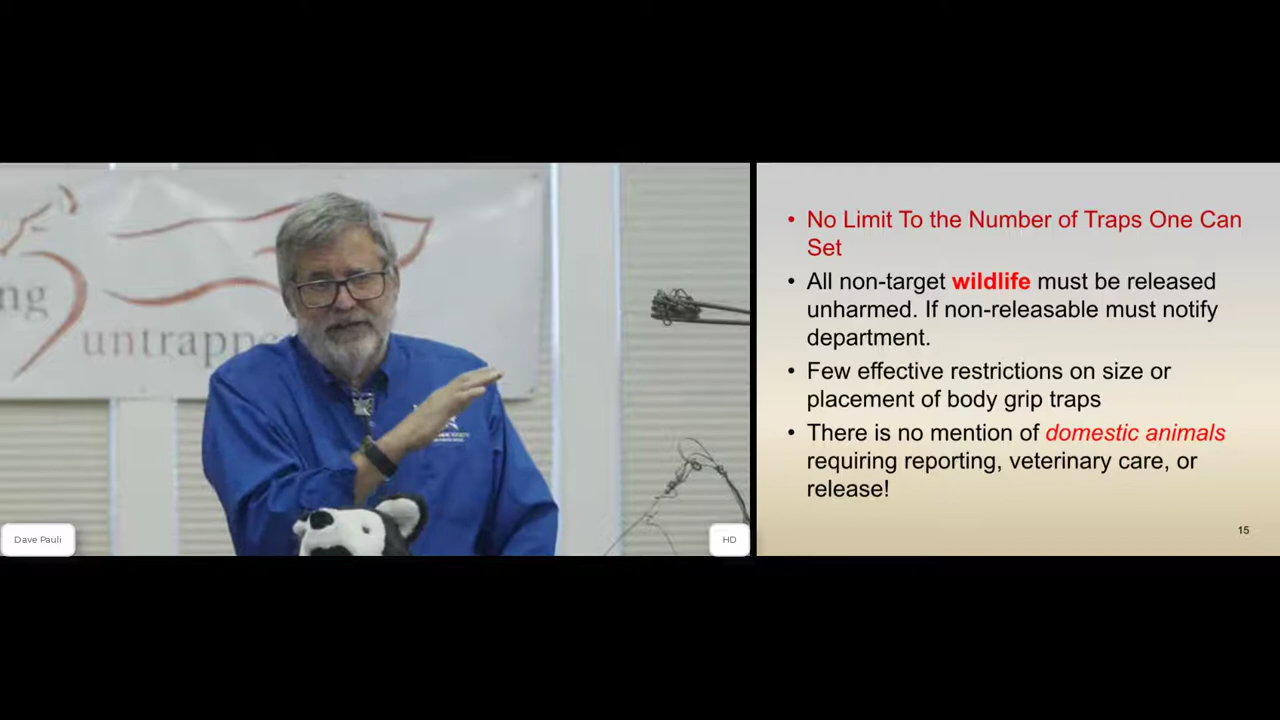 ng
untrappe
Dave Pauli
HD
• No Limit To the Number of Traps One Can
Set
• All non-target wildlife must be released
unharmed. If non-releasable must notify
department.
• Few effective restrictions on size or
placement of body grip traps
• There is no mention of domestic animals
requiring reporting, veterinary care, or
release!
15